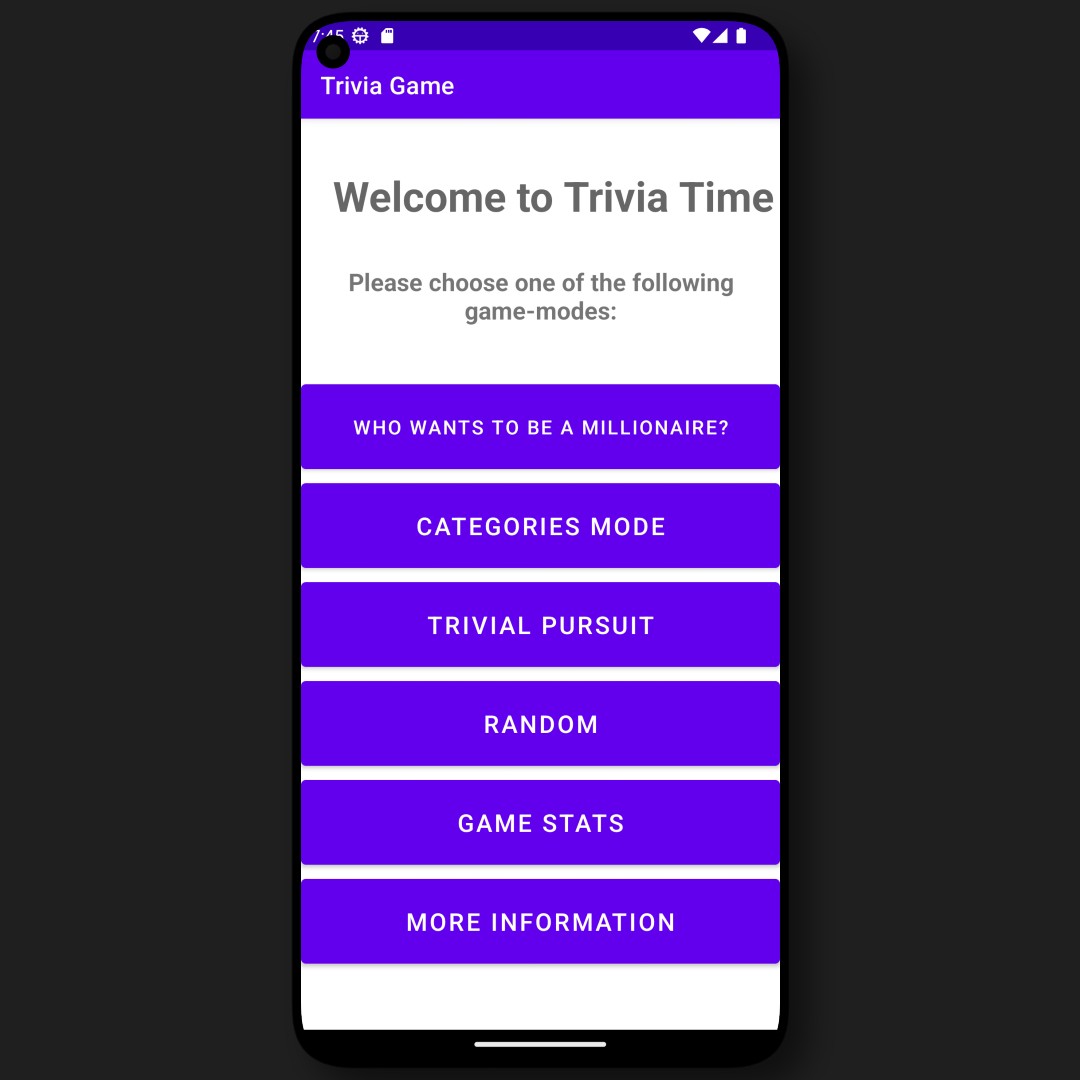 7:45
Trivia Game
Welcome to Trivia Time
Please choose one of the following
game-modes:
WHO WANTS TO BE A MILLIONAIRE?
CATEGORIES MODE
TRIVIAL PURSUIT
RANDOM
GAME STATS
MORE INFORMATION